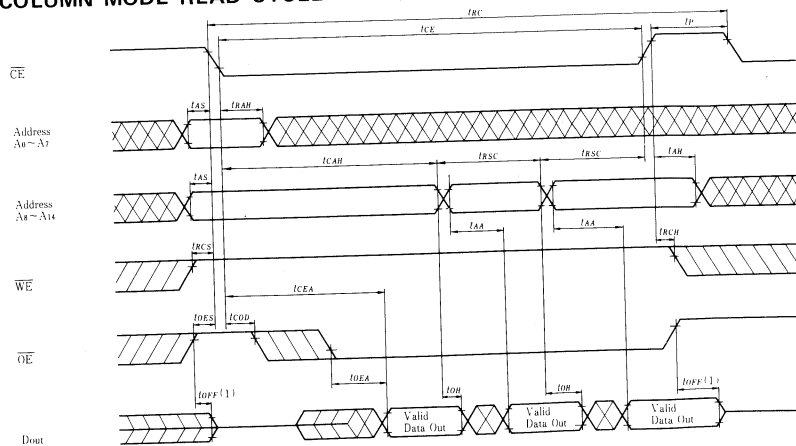 COLUMN MODE READ CYCLE
tRC
tCE
tP
CE
tAS
tRAH
Address
A0~A7
tCAH
tRSC
tRSC
tAH
tAS
Address
A8~A14
tAA
tAA
tRCS
tRCH
WE
tCEA
tOES
tCOD
OE
tOEA
tOFF(1)
tOH
tOH
tOFF(1)
Valid
Data Out
Valid
Data Out
Valid
Data Out
Dout